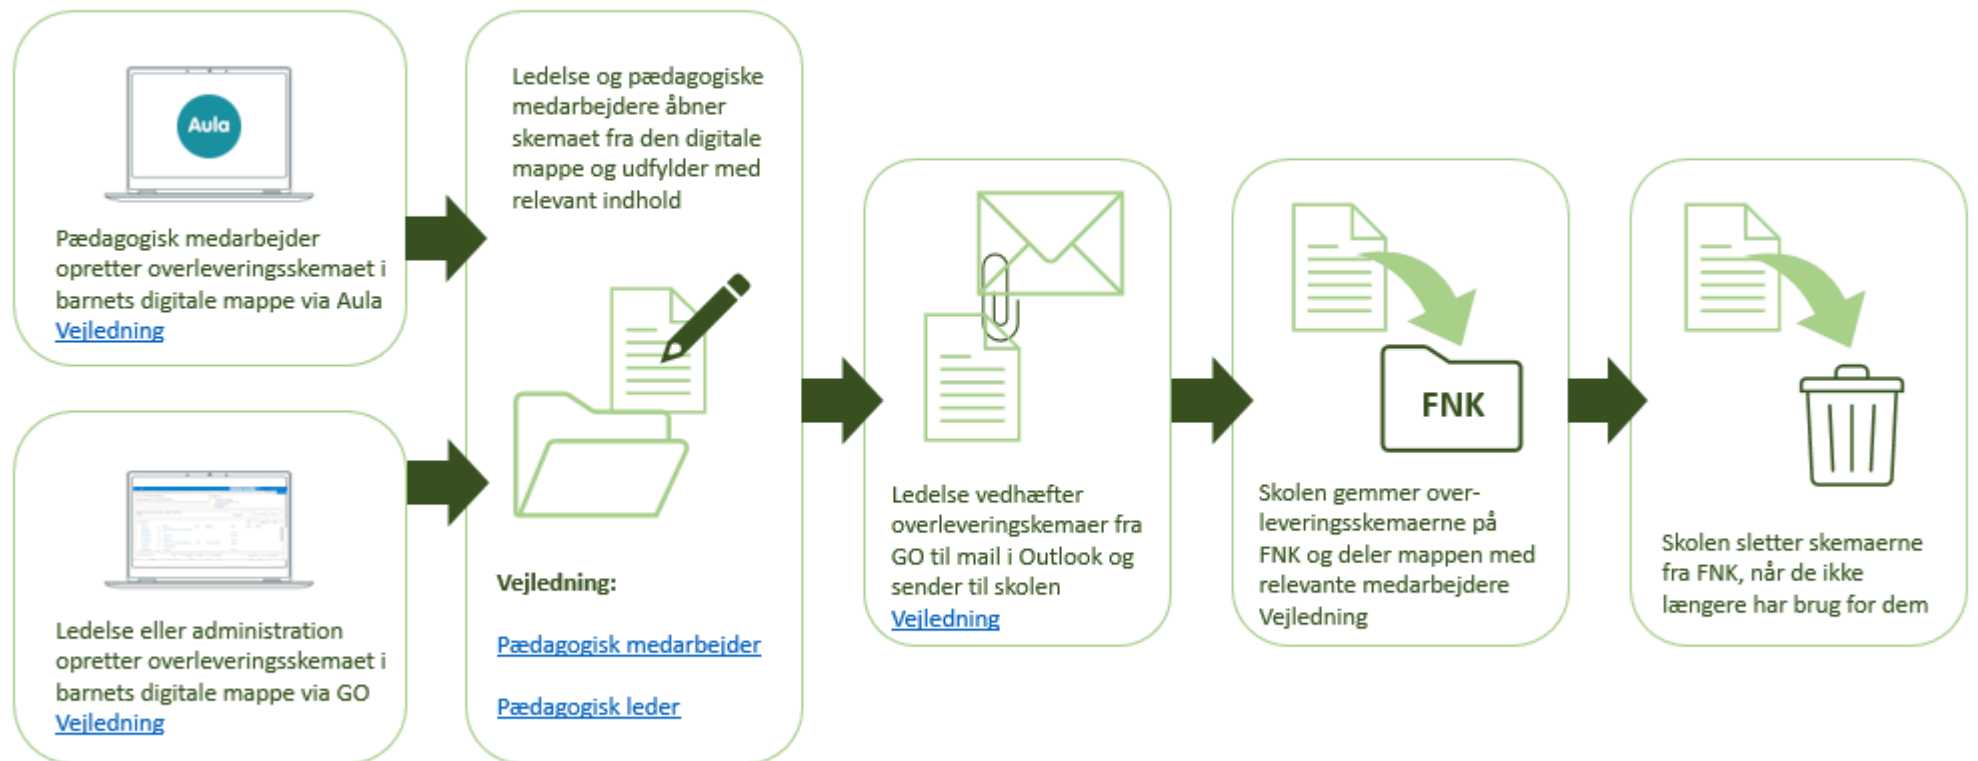 Aula
Pædagogisk medarbejder
opretter overleveringsskemaet i
barnets digitale mappe via Aula
Vejledning
Ledelse eller administration
opretter overleveringsskemaet i
barnets digitale mappe via GO
Vejledning
Ledelse og pædagogiske
medarbejdere åbner
skemaet fra den digitale
mappe og udfylder med
relevant indhold
Vejledning:
Pædagogisk medarbejder
Pædagogisk leder
Ledelse vedhæfter
overleveringskemaer fra
GO til mail i Outlook og
sender til skolen
Vejledning
FNK
Skolen gemmer over-
leveringsskemaerne på
FNK og deler mappen med
relevante medarbejdere
Vejledning
Skolen sletter skemaerne
fra FNK, når de ikke
længere har brug for dem